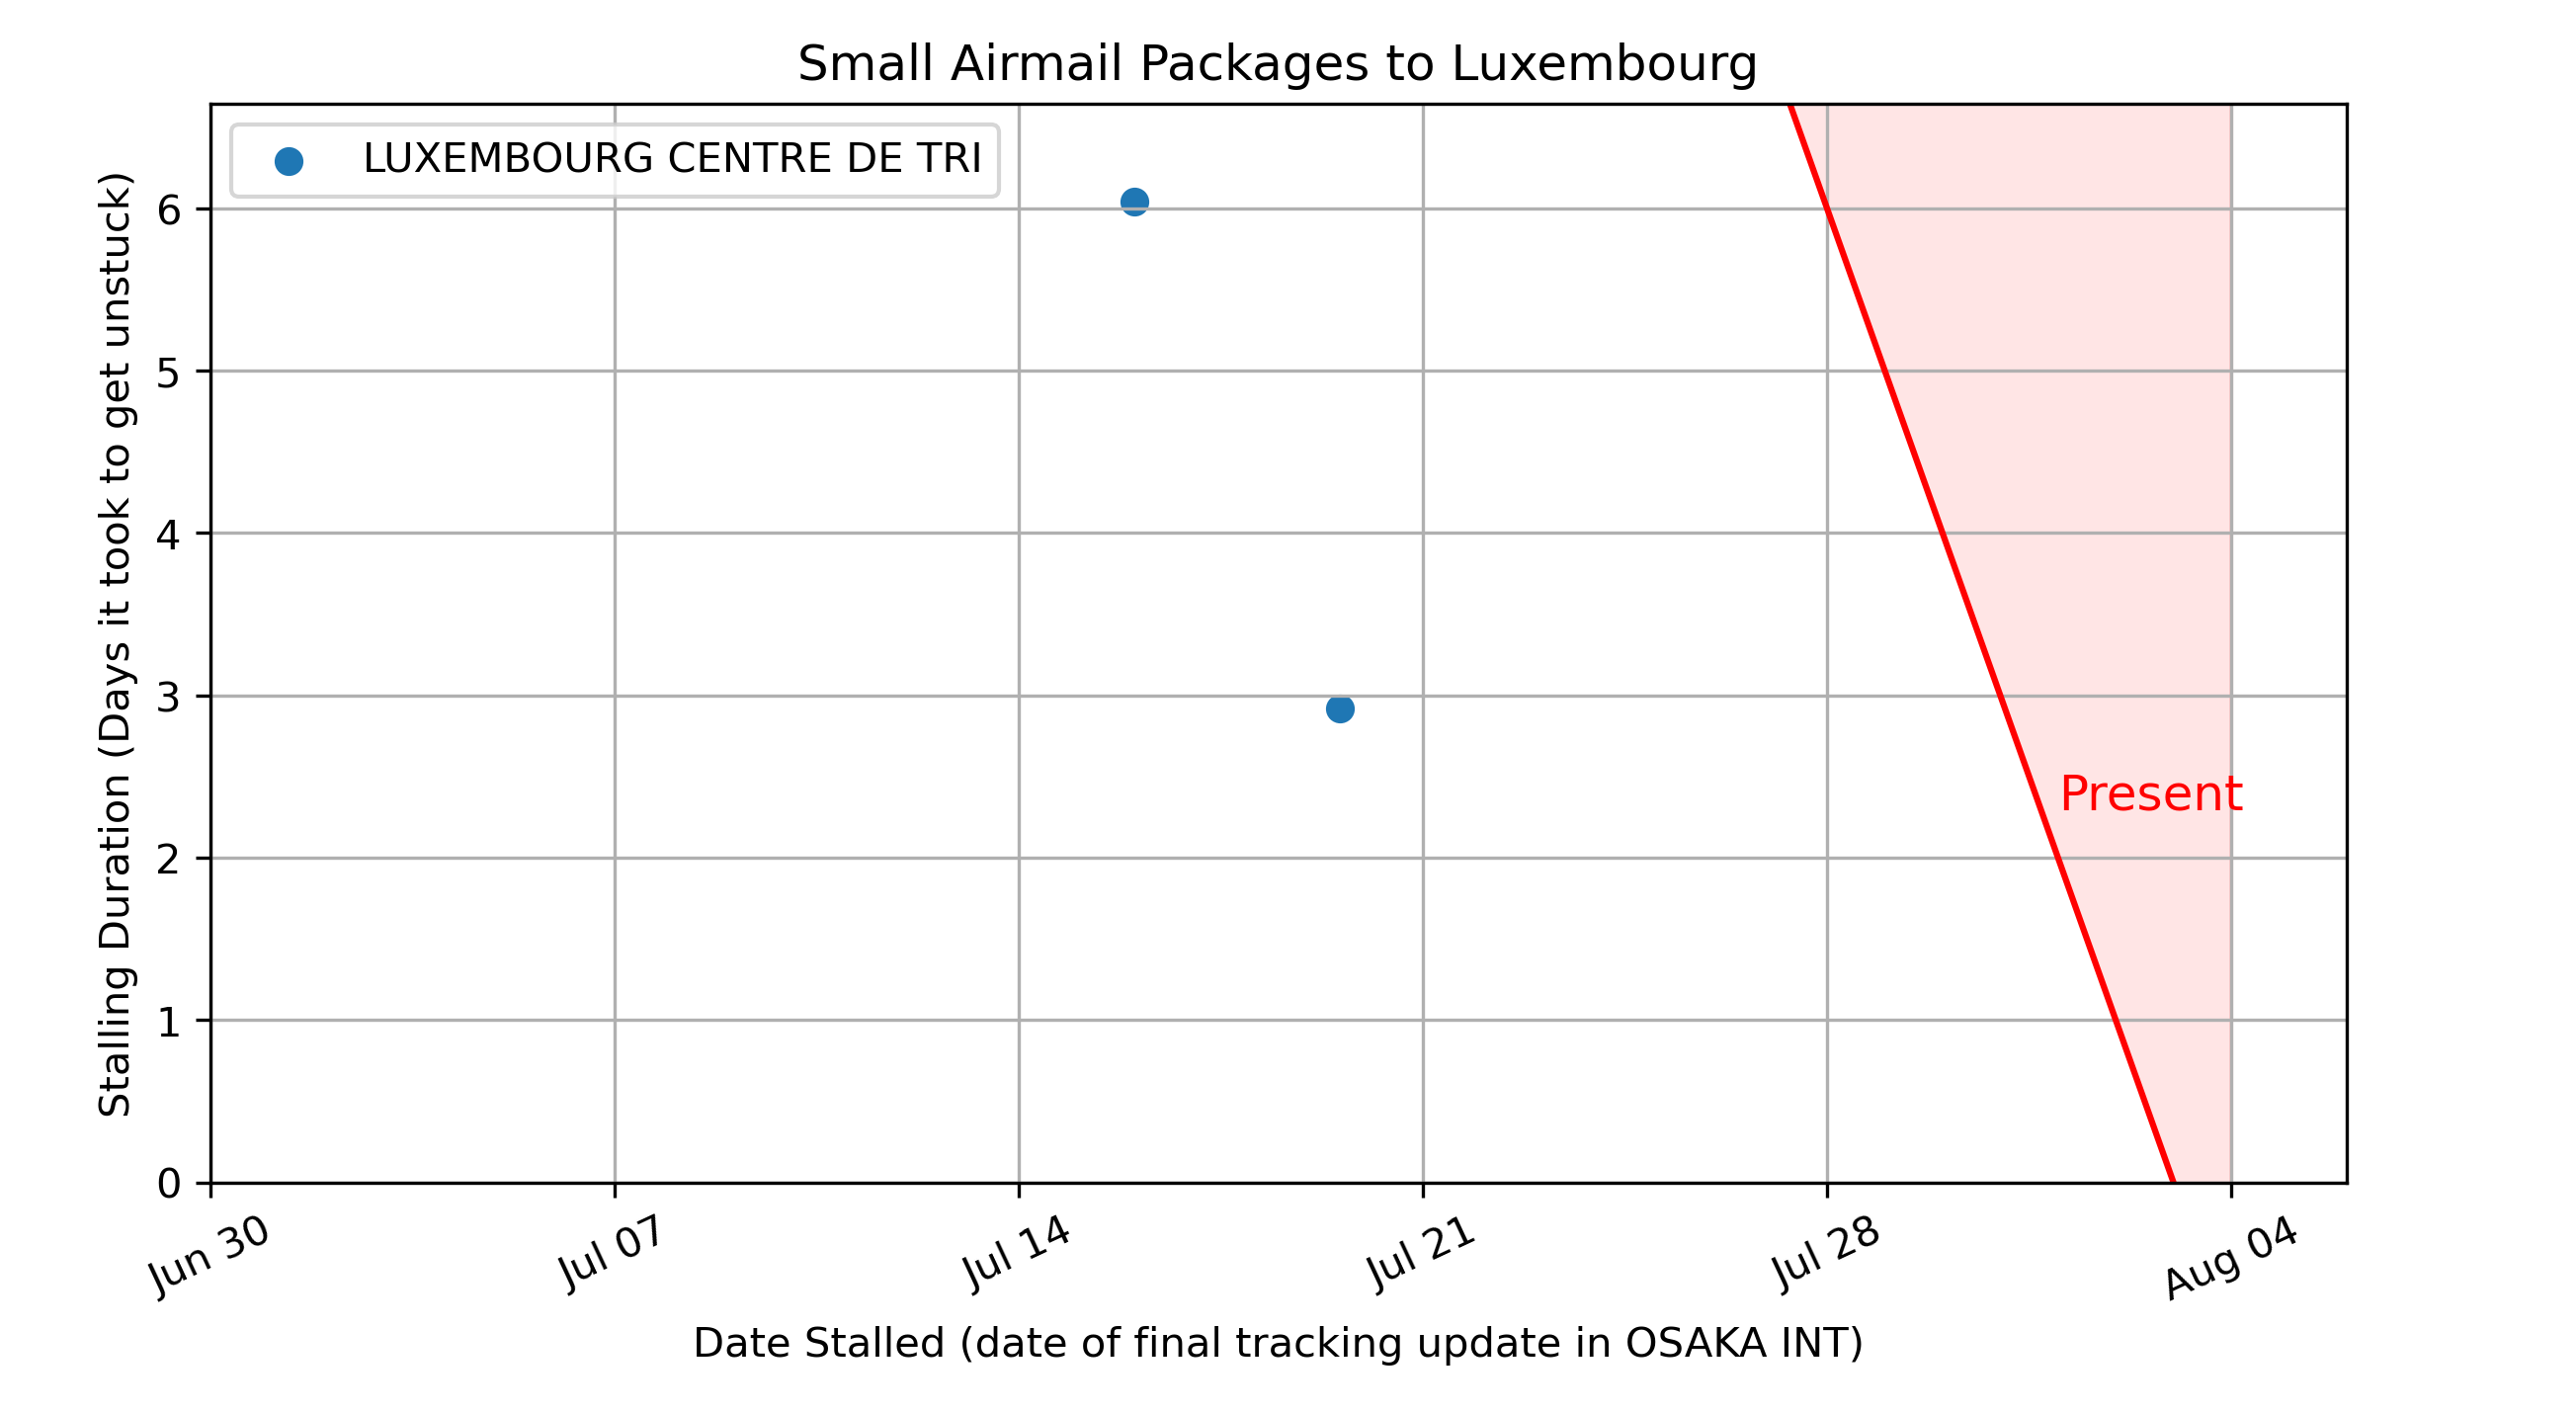 Small Airmail Packages to Luxembourg
LUXEMBOURG CENTRE DE TRI
Stalling Duration (Days it took to get unstuck)
6
5
4
3
2
1
0
Present
Jun 30
Jul 07
Jul 14
Jul 21
Jul 28
Aug 04
Date Stalled (date of final tracking update in OSAKA INT)